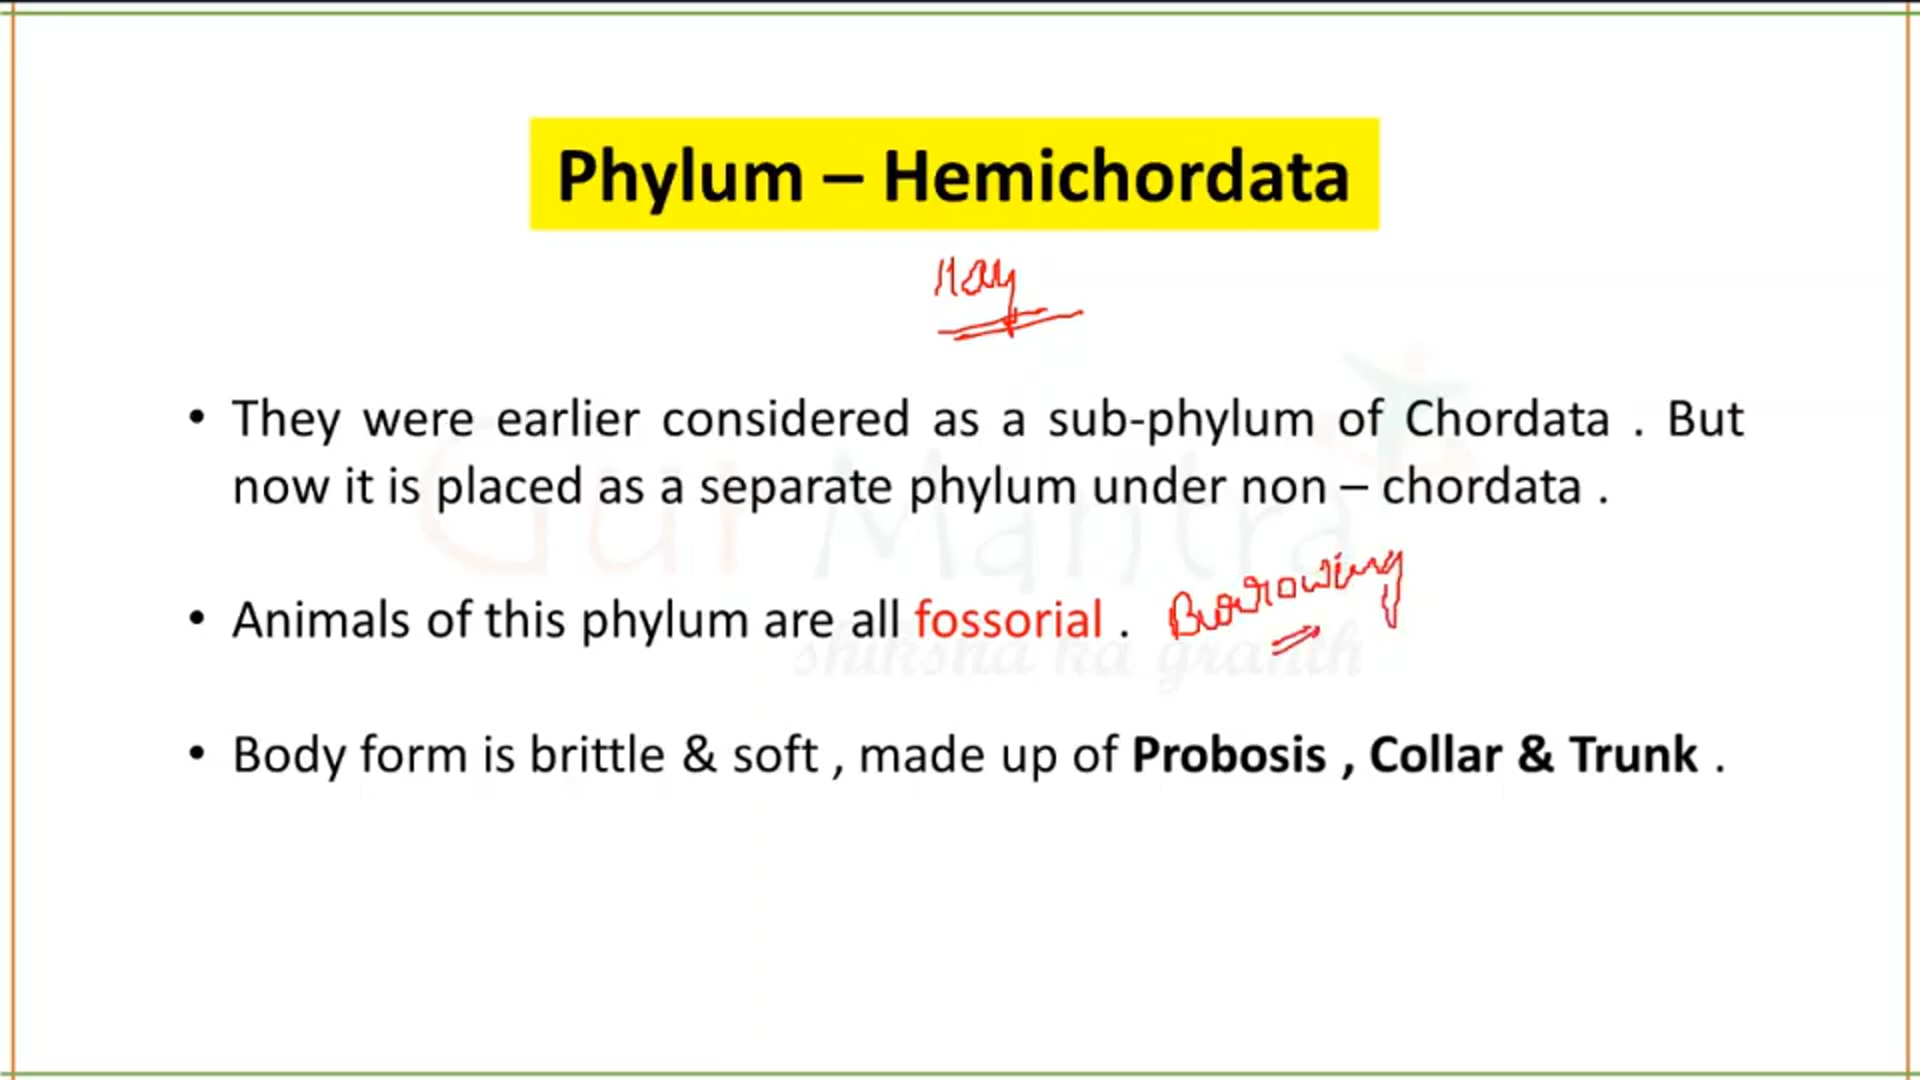 Phylum – Hemichordata
• They were earlier considered as a sub-phylum of Chordata . But
now it is placed as a separate phylum under non – chordata .
Borrowing
• Animals of this phylum are all fossorial .
Gur Mantra
shiksha ka granth
• Body form is brittle & soft , made up of Probosis , Collar & Trunk .